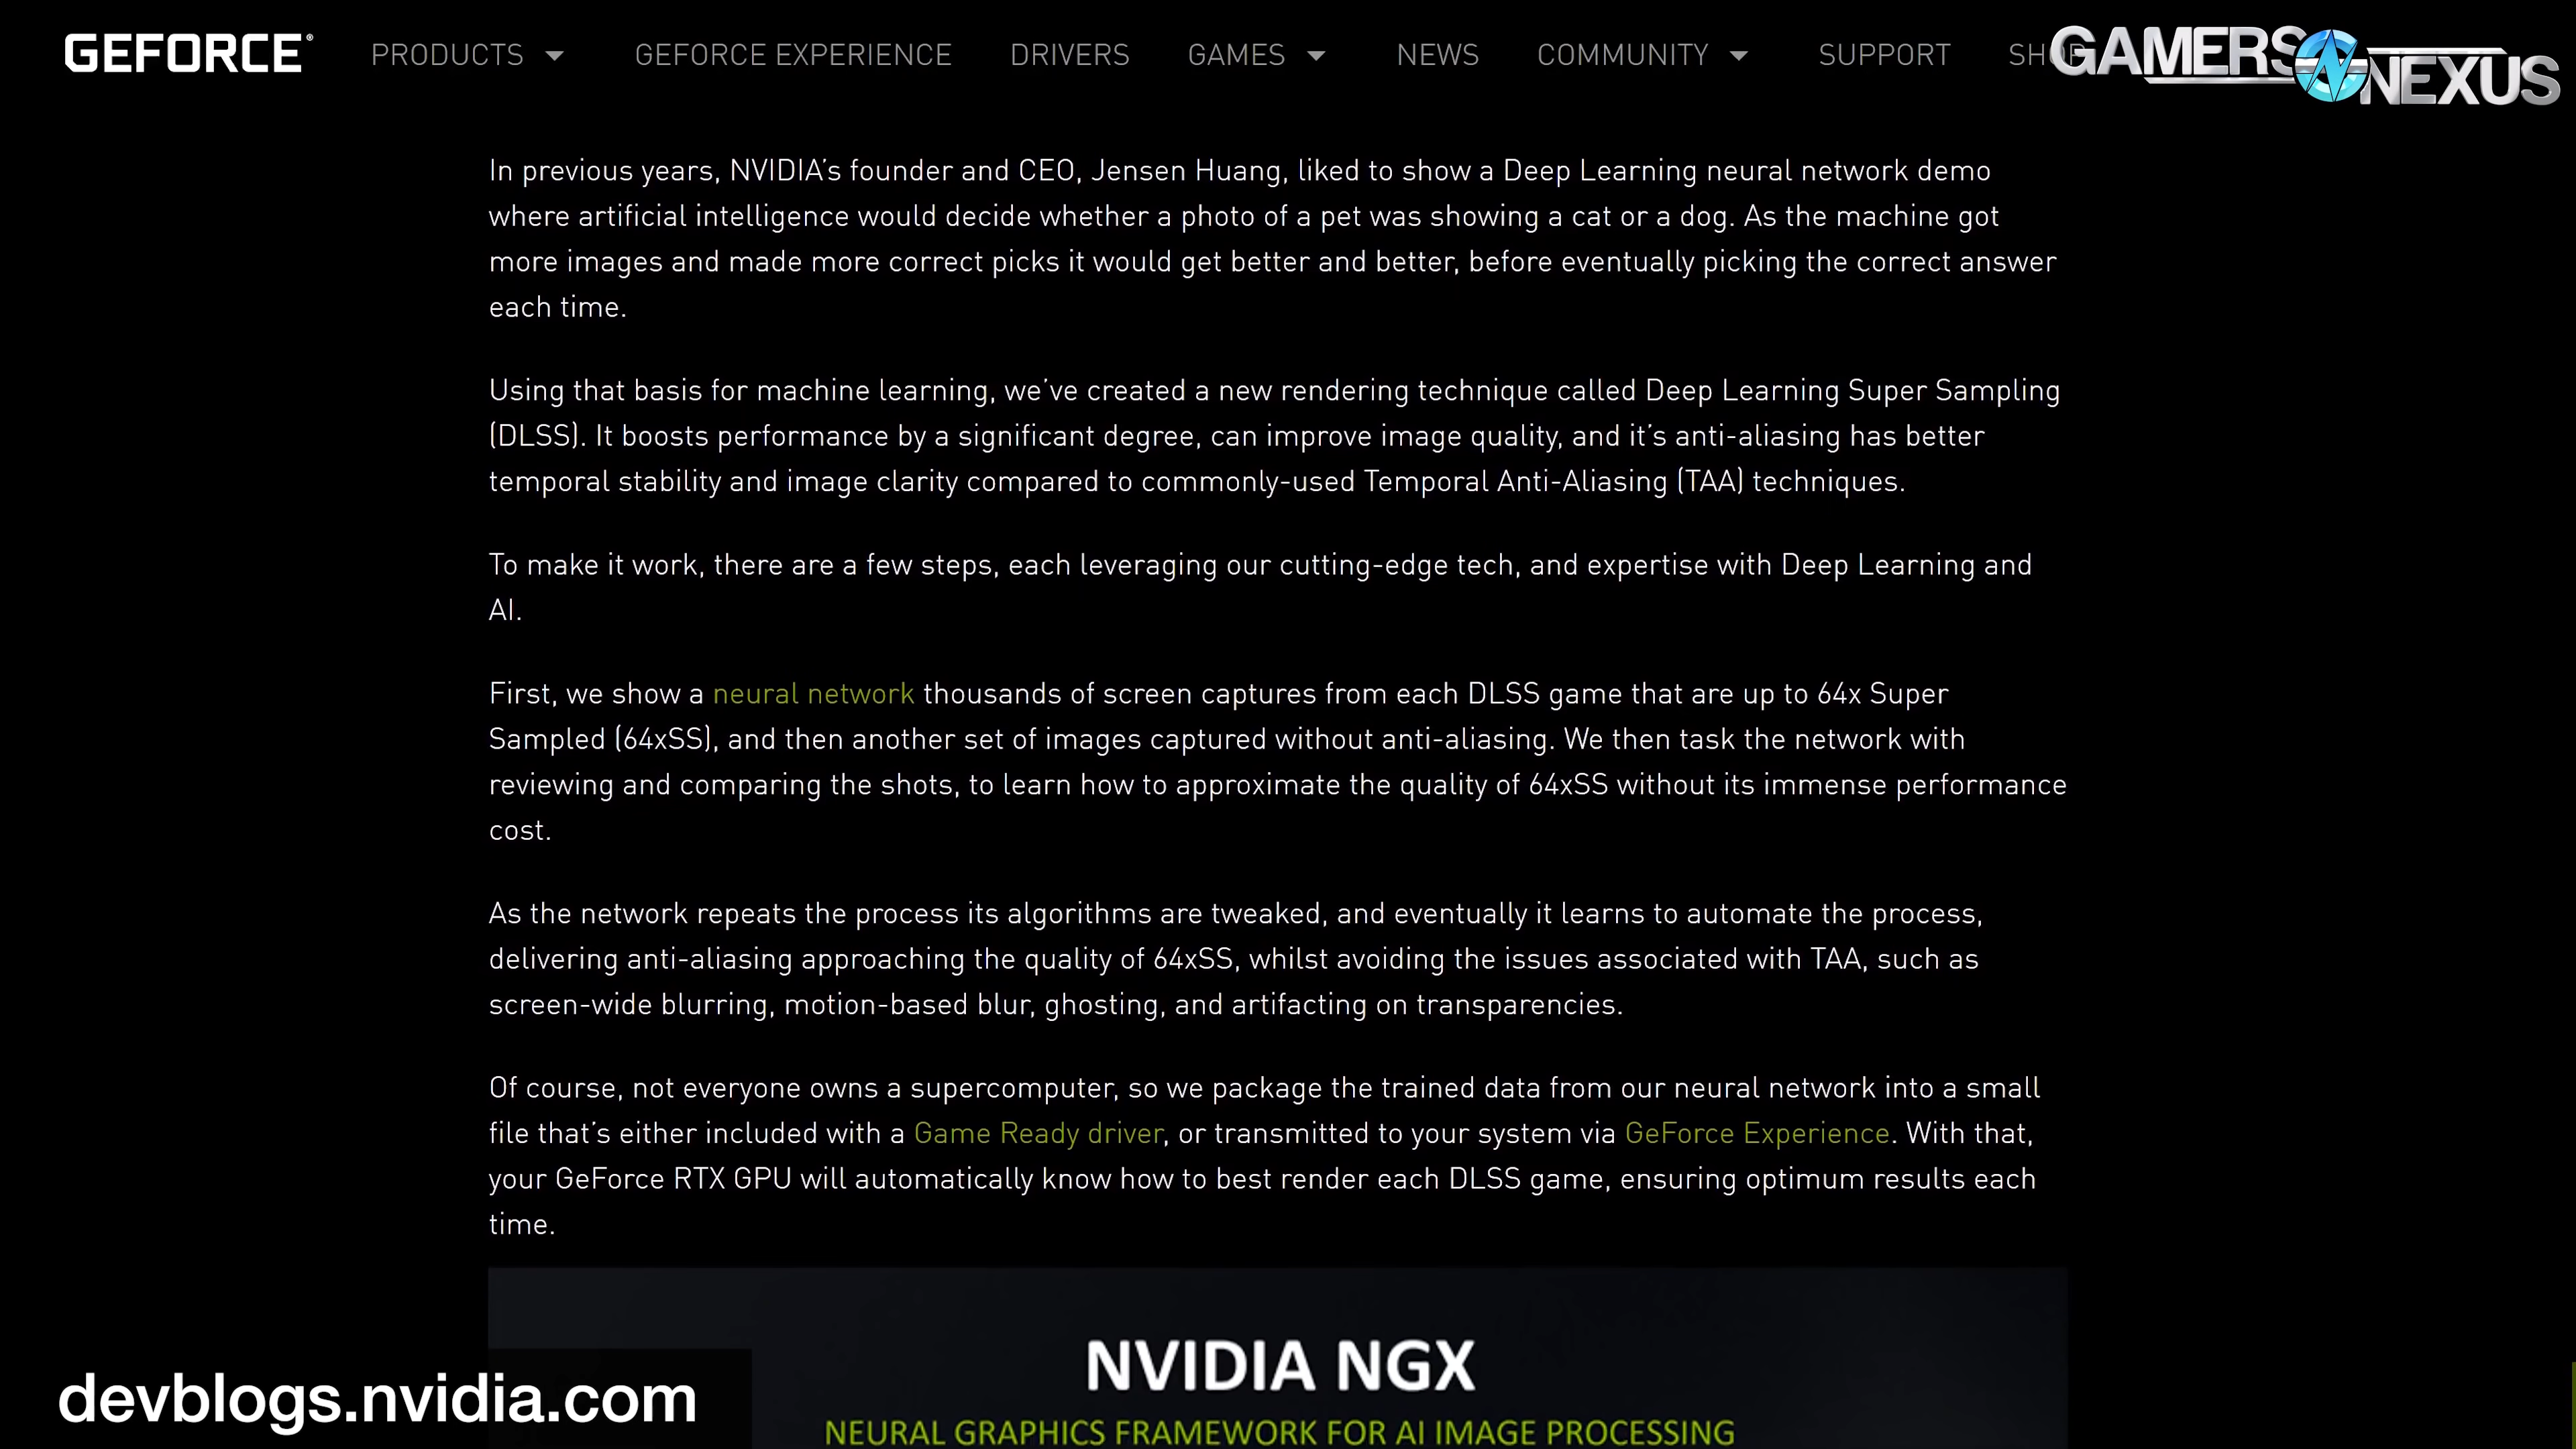 GEFORCE® PRODUCTS GEFORCE EXPERIENCE DRIVERS GAMES NEWS COMMUNITY SUPPORT SHOP
GAMERS NEXUS
In previous years, NVIDIA's founder and CEO, Jensen Huang, liked to show a Deep Learning neural network demo
where artificial intelligence would decide whether a photo of a pet was showing a cat or a dog. As the machine got
more images and made more correct picks it would get better and better, before eventually picking the correct answer
each time.
Using that basis for machine learning, we've created a new rendering technique called Deep Learning Super Sampling
(DLSS). It boosts performance by a significant degree, can improve image quality, and it's anti-aliasing has better
temporal stability and image clarity compared to commonly-used Temporal Anti-Aliasing (TAA) techniques.
To make it work, there are a few steps, each leveraging our cutting-edge tech, and expertise with Deep Learning and
AI.
First, we show a neural network thousands of screen captures from each DLSS game that are up to 64x Super
Sampled (64xSS), and then another set of images captured without anti-aliasing. We then task the network with
reviewing and comparing the shots, to learn how to approximate the quality of 64xSS without its immense performance
cost.
As the network repeats the process its algorithms are tweaked, and eventually it learns to automate the process,
delivering anti-aliasing approaching the quality of 64xSS, whilst avoiding the issues associated with TAA, such as
screen-wide blurring, motion-based blur, ghosting, and artifacting on transparencies.
Of course, not everyone owns a supercomputer, so we package the trained data from our neural network into a small
file that's either included with a Game Ready driver, or transmitted to your system via GeForce Experience. With that,
your GeForce RTX GPU will automatically know how to best render each DLSS game, ensuring optimum results each
time.
NVIDIA NGX
NEURAL GRAPHICS FRAMEWORK FOR AI IMAGE PROCESSING
devblogs.nvidia.com